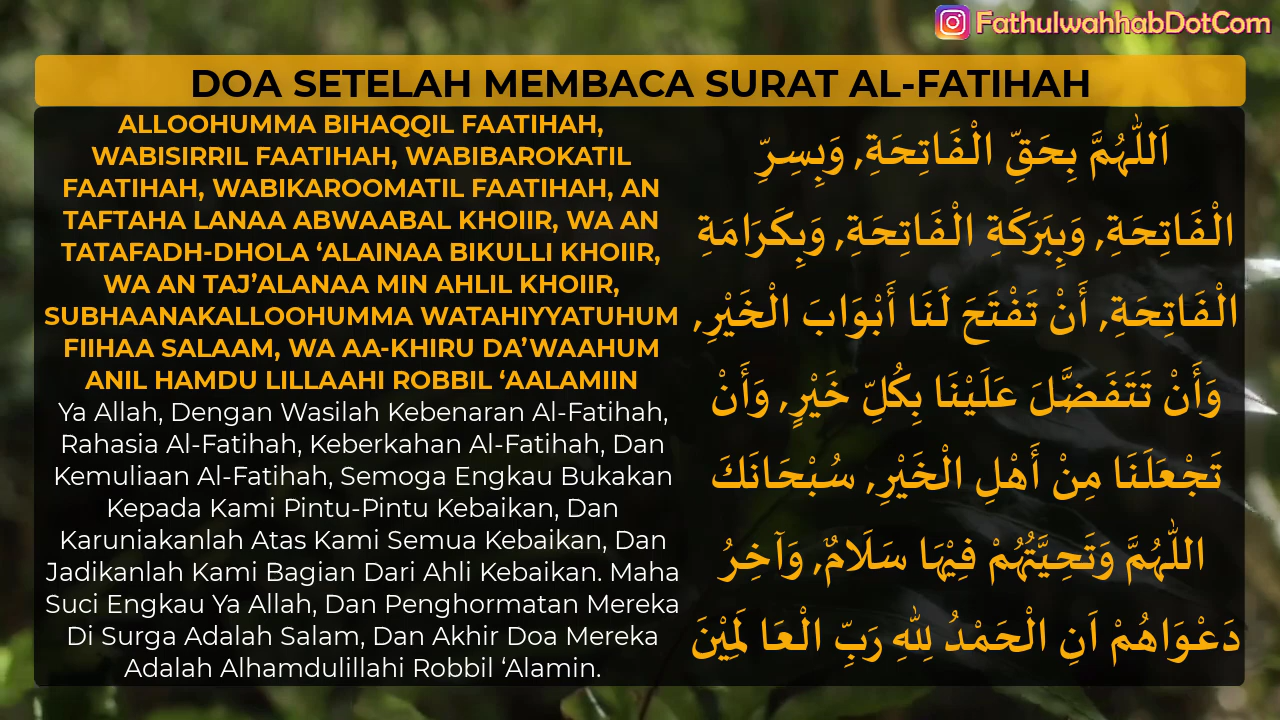 FathulwahhabDotCom
DOA SETELAH MEMBACA SURAT AL-FATIHAH
ALLOOHUMMA BIHAQQIL FAATIHAH,
WABISIRRIL FAATIHAH, WABIBAROKATIL
FAATIHAH, WABIKAROOMATIL FAATIHAH, AN
TAFTAHA LANAA ABWAABAL KHOIIR, WA AN
TATAFADH-DHOLA ‘ALAINAA BIKULLI KHOIIR,
WA AN TAJ’ALANAA MIN AHLIL KHOIIR,
SUBHAANAKALLOOHUMMA WATAHIYYATUHUM
FIIHAA SALAAM, WA AA-KHIRU DA’WAAHUM
ANIL HAMDU LILLAAHI ROBBIL ‘AALAMIIN
Ya Allah, Dengan Wasilah Kebenaran Al-Fatihah,
Rahasia Al-Fatihah, Keberkahan Al-Fatihah, Dan
Kemuliaan Al-Fatihah, Semoga Engkau Bukakan
Kepada Kami Pintu-Pintu Kebaikan, Dan
Karuniakanlah Atas Kami Semua Kebaikan, Dan
Jadikanlah Kami Bagian Dari Ahli Kebaikan. Maha
Suci Engkau Ya Allah, Dan Penghormatan Mereka
Di Surga Adalah Salam, Dan Akhir Doa Mereka
Adalah Alhamdulillahi Robbil ‘Alamin.
اَللّٰهُمَّ بِحَقِّ الْفَاتِحَةِ, وَبِسِرِّ
الْفَاتِحَةِ, وَبِبَرَكَةِ الْفَاتِحَةِ, وَبِكَرَامَةِ
الْفَاتِحَةِ, أَنْ تَفْتَحَ لَنَا أَبْوَابَ الْخَيْرِ,
وَأَنْ تَتَفَضَّلَ عَلَيْنَا بِكُلِّ خَيْرٍ, وَأَنْ
تَجْعَلَنَا مِنْ أَهْلِ الْخَيْرِ, سُبْحَانَكَ
اللّٰهُمَّ وَتَحِيَّتُهُمْ فِيْهَا سَلَامٌ, وَآخِرُ
دَعْوَاهُمْ اَنِ الْحَمْدُ لِلّٰهِ رَبِّ الْعَا لَمِيْنَ